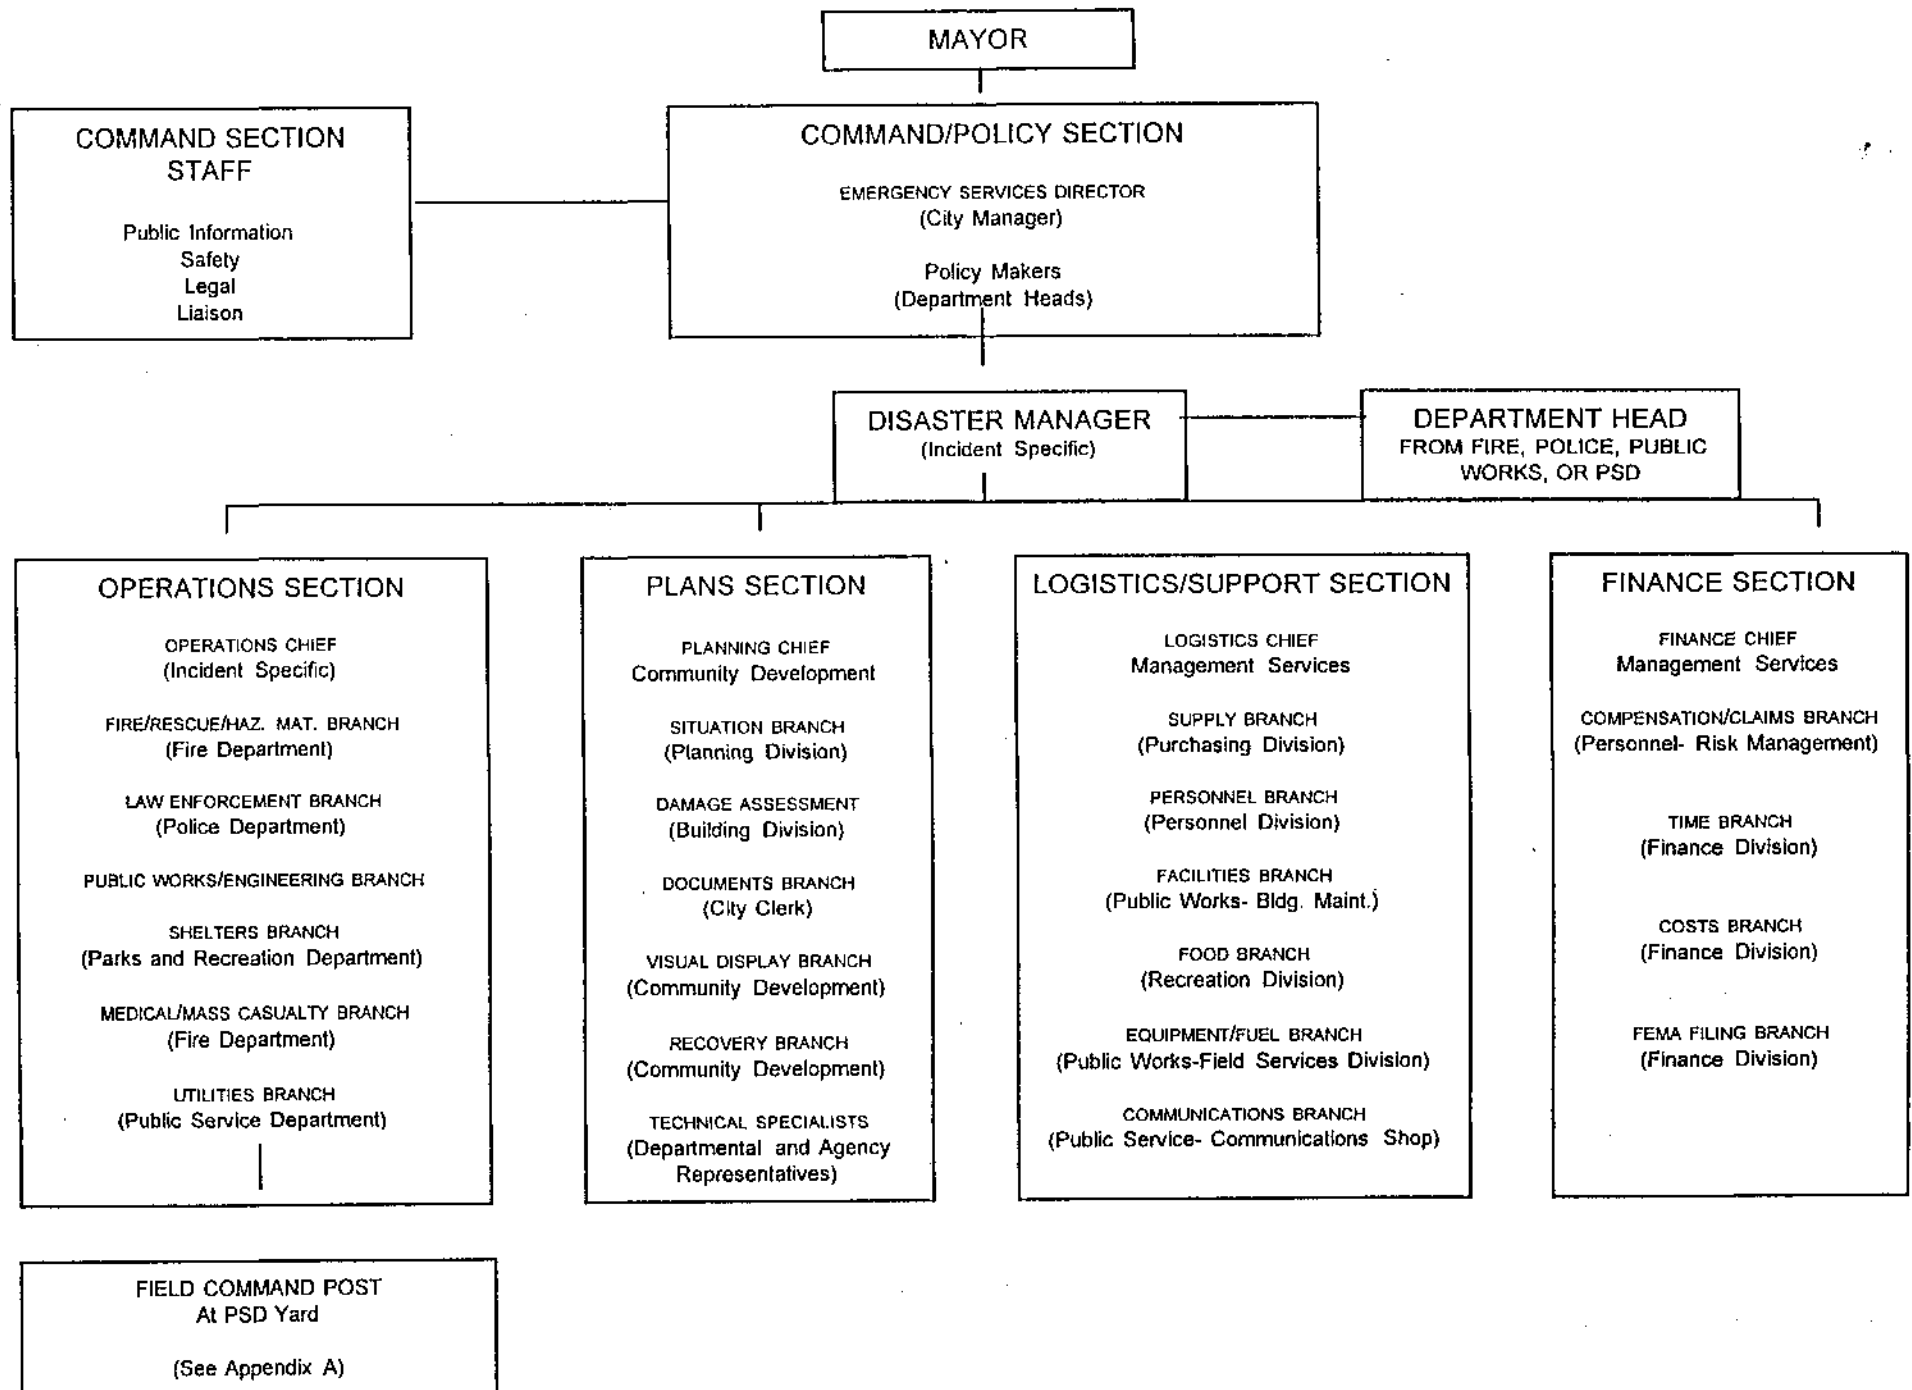 MAYOR
COMMAND SECTION
STAFF
Public Information
Safety
Legal
Liaison
COMMAND/POLICY SECTION
EMERGENCY SERVICES DIRECTOR
(City Manager)
Policy Makers
(Department Heads)
DISASTER MANAGER
(Incident Specific)
DEPARTMENT HEAD
FROM FIRE, POLICE, PUBLIC
WORKS, OR PSD
OPERATIONS SECTION
OPERATIONS CHIEF
(Incident Specific)
FIRE/RESCUE/HAZ. MAT. BRANCH
(Fire Department)
LAW ENFORCEMENT BRANCH
(Police Department)
PUBLIC WORKS/ENGINEERING BRANCH
SHELTERS BRANCH
(Parks and Recreation Department)
MEDICAL/MASS CASUALTY BRANCH
(Fire Department)
UTILITIES BRANCH
(Public Service Department)
PLANS SECTION
PLANNING CHIEF
Community Development
SITUATION BRANCH
(Planning Division)
DAMAGE ASSESSMENT
(Building Division)
DOCUMENTS BRANCH
(City Clerk)
VISUAL DISPLAY BRANCH
(Community Development)
RECOVERY BRANCH
(Community Development)
TECHNICAL SPECIALISTS
(Departmental and Agency
Representatives)
LOGISTICS/SUPPORT SECTION
LOGISTICS CHIEF
Management Services
SUPPLY BRANCH
(Purchasing Division)
PERSONNEL BRANCH
(Personnel Division)
FACILITIES BRANCH
(Public Works- Bldg. Maint.)
FOOD BRANCH
(Recreation Division)
EQUIPMENT/FUEL BRANCH
(Public Works-Field Services Division)
COMMUNICATIONS BRANCH
(Public Service- Communications Shop)
FINANCE SECTION
FINANCE CHIEF
Management Services
COMPENSATION/CLAIMS BRANCH
(Personnel- Risk Management)
TIME BRANCH
(Finance Division)
COSTS BRANCH
(Finance Division)
FEMA FILING BRANCH
(Finance Division)
FIELD COMMAND POST
At PSD Yard
(See Appendix A)